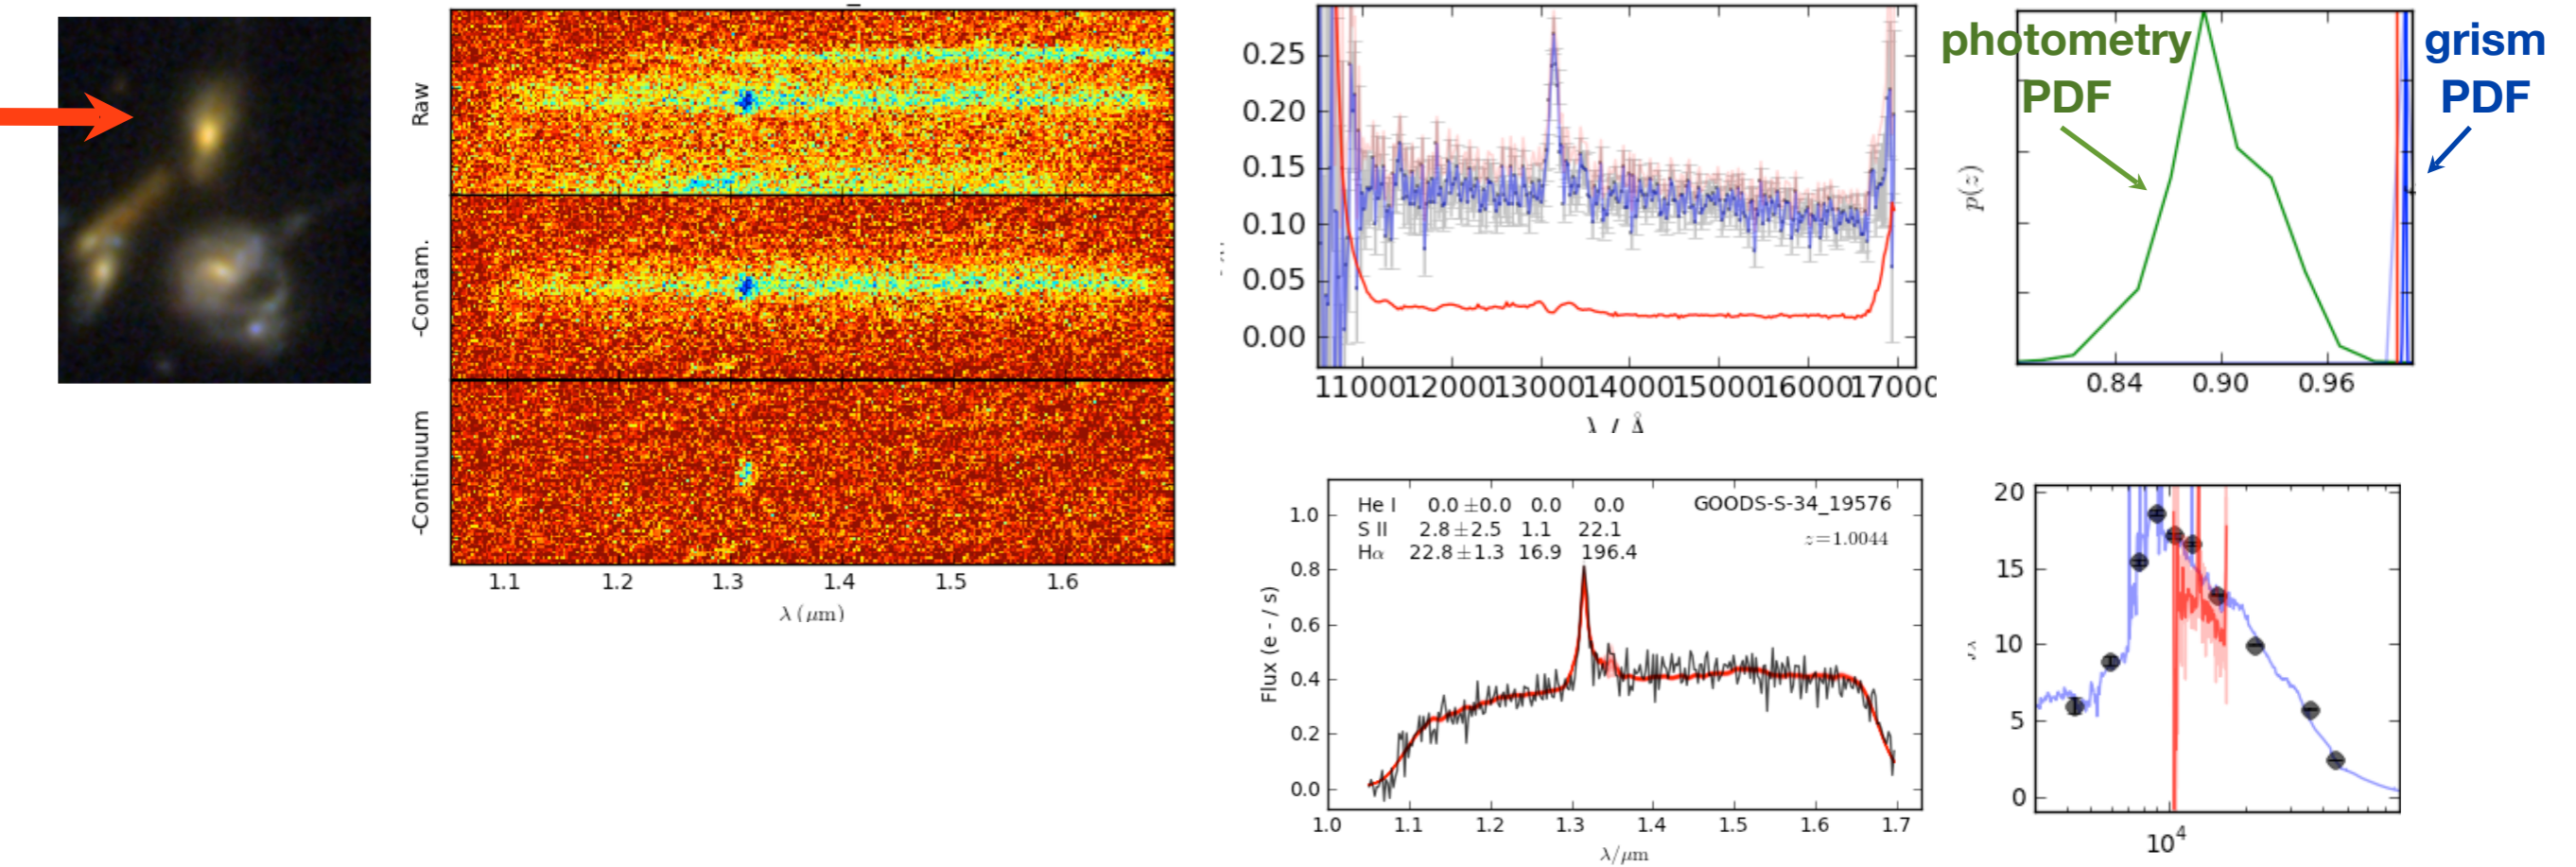 Raw
-Contam.
-Continuum
1.1 1.2 1.3 1.4 1.5 1.6
λ (μm)
0.25
0.20
0.15
0.10
0.05
0.00
11000 12000 13000 14000 15000 16000 1700
λ / Å
photometry
PDF
grism
PDF
p(z)
0.84 0.90 0.96
Flux (e - / s)
1.0
0.8
0.6
0.4
0.2
0.0
He I 0.0 ±0.0 0.0 0.0
S II 2.8±2.5 1.1 22.1
Hα 22.8±1.3 16.9 196.4
GOODS-S-34_19576
z=1.0044
1.0 1.1 1.2 1.3 1.4 1.5 1.6 1.7
λ/μm
20
15
10
5
0
10⁴